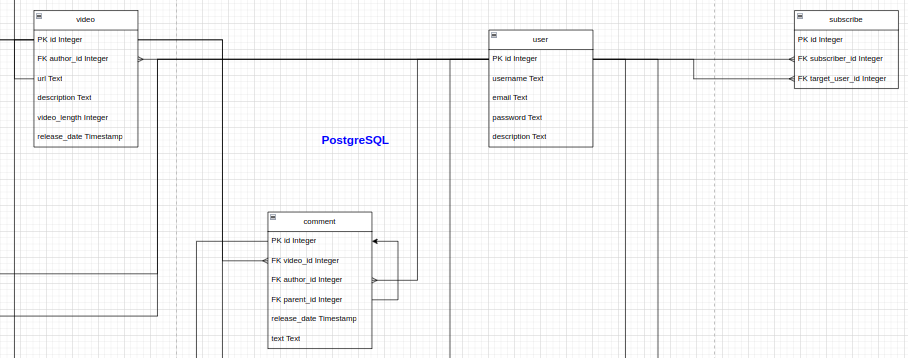 video
PK id Integer
FK author_id Integer
url Text
description Text
video_length Integer
release_date Timestamp
user
PK id Integer
username Text
email Text
password Text
description Text
subscribe
PK id Integer
FK subscriber_id Integer
FK target_user_id Integer
PostgreSQL
comment
PK id Integer
FK video_id Integer
FK author_id Integer
FK parent_id Integer
release_date Timestamp
text Text